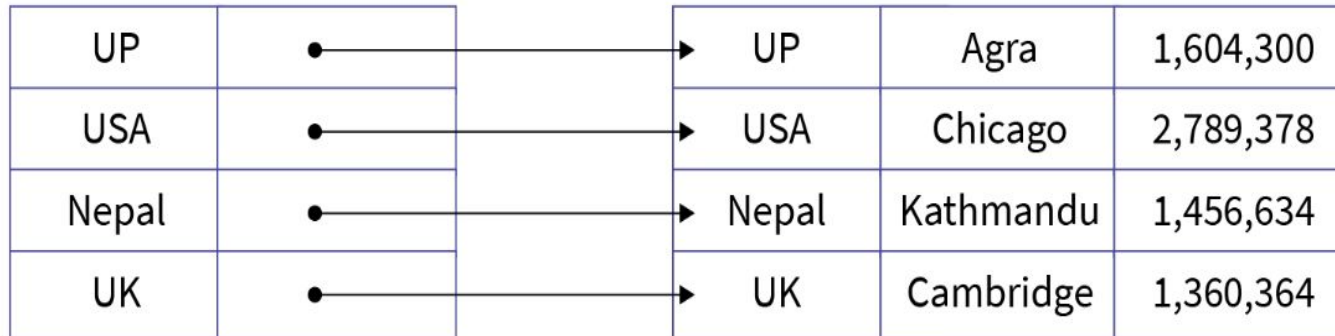 UP UP Agra 1,604,300
USA USA Chicago 2,789,378
Nepal Nepal Kathmandu 1,456,634
UK UK Cambridge 1,360,364